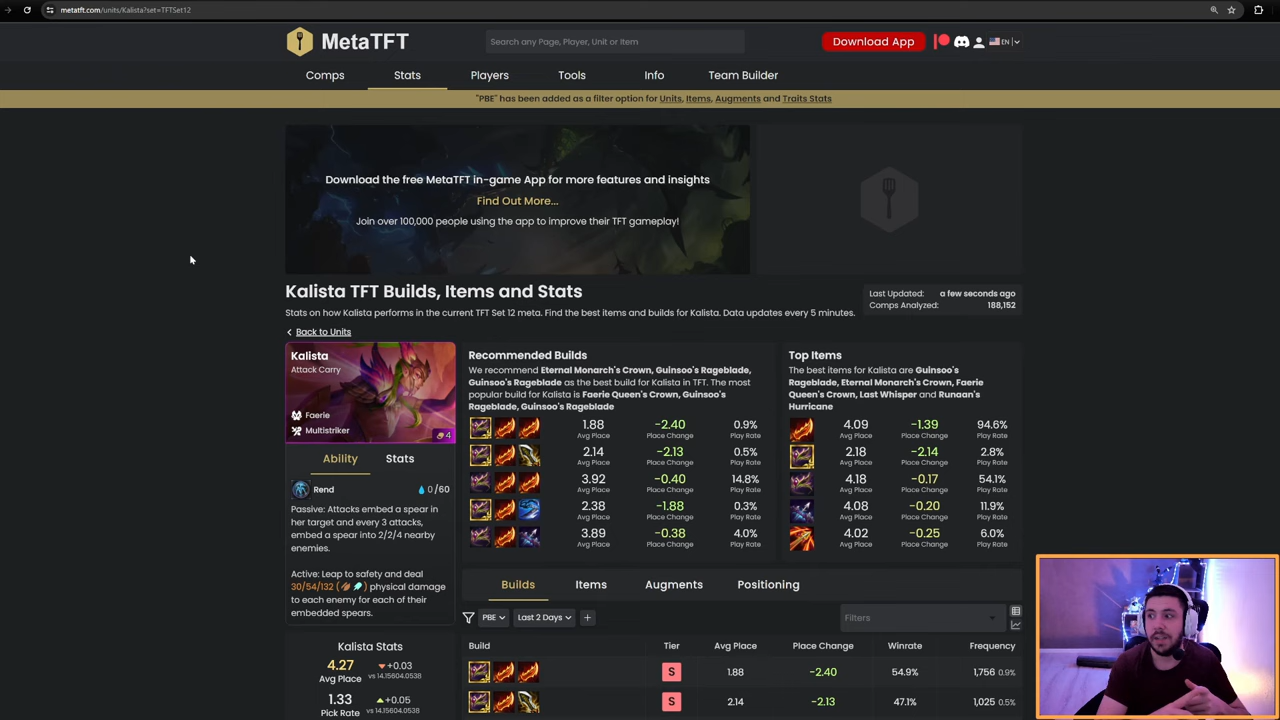 metatft.com/units/Kalista?set=TFTSet12
MetaTFT
Search any Page, Player, Unit or Item
Download App
EN
Comps Stats Players Tools Info Team Builder
"PBE" has been added as a filter option for Units, Items, Augments and Traits Stats
Download the free MetaTFT in-game App for more features and insights
Find Out More...
Join over 100,000 people using the app to improve their TFT gameplay!
Kalista TFT Builds, Items and Stats
Stats on how Kalista performs in the current TFT Set 12 meta. Find the best items and builds for Kalista. Data updates every 5 minutes.
Last Updated: a few seconds ago
Comps Analyzed: 188,152
Back to Units
Kalista
Attack Carry
Faerie
Multistriker
4
Ability Stats
Rend 0/60
Passive: Attacks embed a spear in
her target and every 3 attacks,
embed a spear into 2/2/4 nearby
enemies.
Active: Leap to safety and deal
30/54/132 ( ) physical damage
to each enemy for each of their
embedded spears.
Kalista Stats
4.27 +0.03
Avg Place vs 14.15604.0538
1.33 +0.05
Pick Rate vs 14.15604.0538
Recommended Builds
We recommend Eternal Monarch's Crown, Guinsoo's Rageblade,
Guinsoo's Rageblade as the best build for Kalista in TFT. The most
popular build for Kalista is Faerie Queen's Crown, Guinsoo's
Rageblade, Guinsoo's Rageblade
1.88 -2.40 0.9%
Avg Place Place Change Play Rate
2.14 -2.13 0.5%
Avg Place Place Change Play Rate
3.92 -0.40 14.8%
Avg Place Place Change Play Rate
2.38 -1.88 0.3%
Avg Place Place Change Play Rate
3.89 -0.38 4.0%
Avg Place Place Change Play Rate
Top Items
The best items for Kalista are Guinsoo's
Rageblade, Eternal Monarch's Crown, Faerie
Queen's Crown, Last Whisper and Runaan's
Hurricane
4.09 -1.39 94.6%
Avg Place Place Change Play Rate
2.18 -2.14 2.8%
Avg Place Place Change Play Rate
4.18 -0.17 54.1%
Avg Place Place Change Play Rate
4.08 -0.20 11.9%
Avg Place Place Change Play Rate
4.02 -0.25 6.0%
Avg Place Place Change Play Rate
Builds Items Augments Positioning
PBE Last 2 Days + Filters
Build Tier Avg Place Place Change Winrate Frequency
S 1.88 -2.40 54.9% 1,756 0.9%
S 2.14 -2.13 47.1% 1,025 0.5%